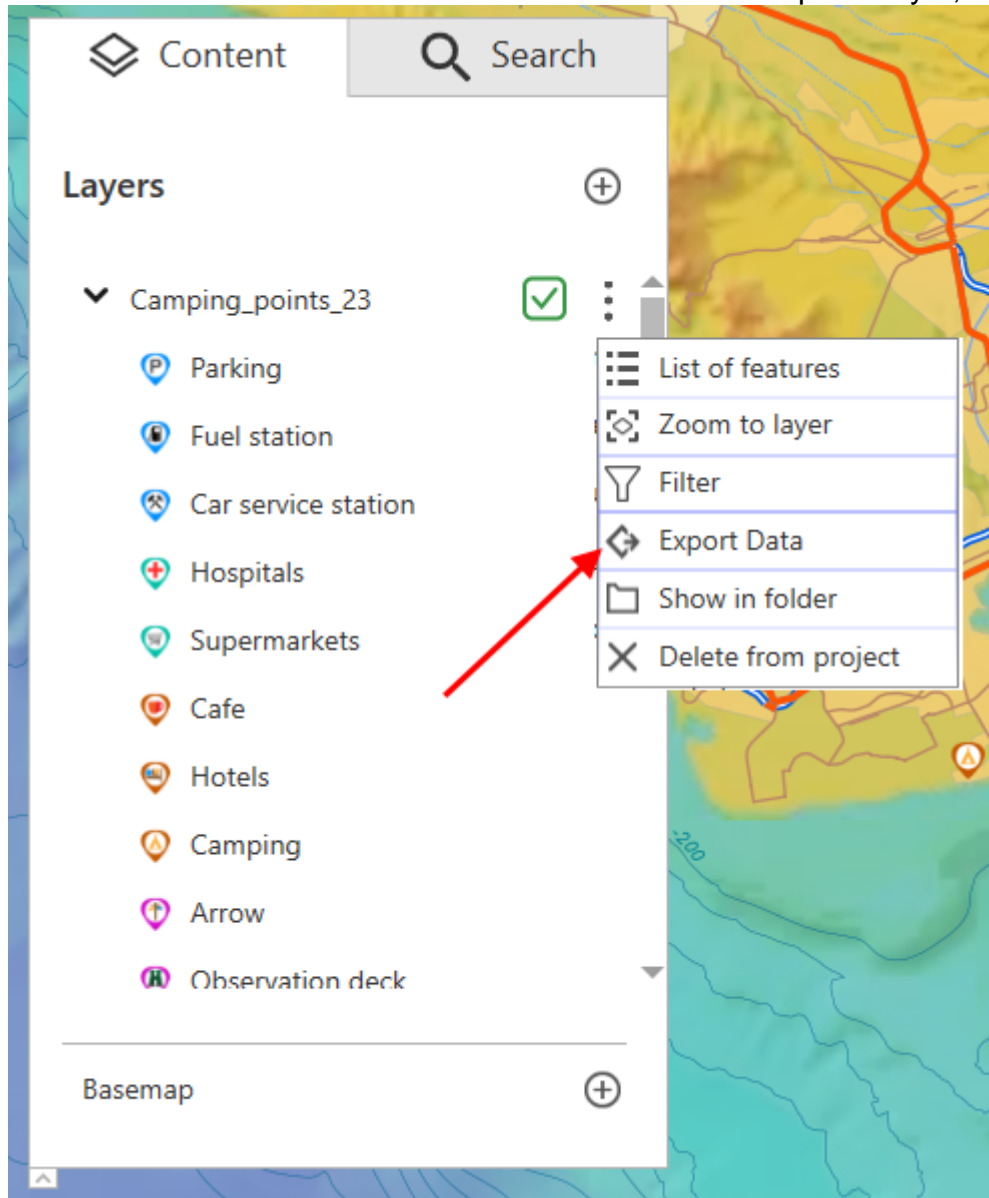 Content
Search
Layers
Camping_points_23
Parking
Fuel station
Car service station
Hospitals
Supermarkets
Cafe
Hotels
Camping
Arrow
Observation deck
Basemap
List of features
Zoom to layer
Filter
Export Data
Show in folder
Delete from project
-200